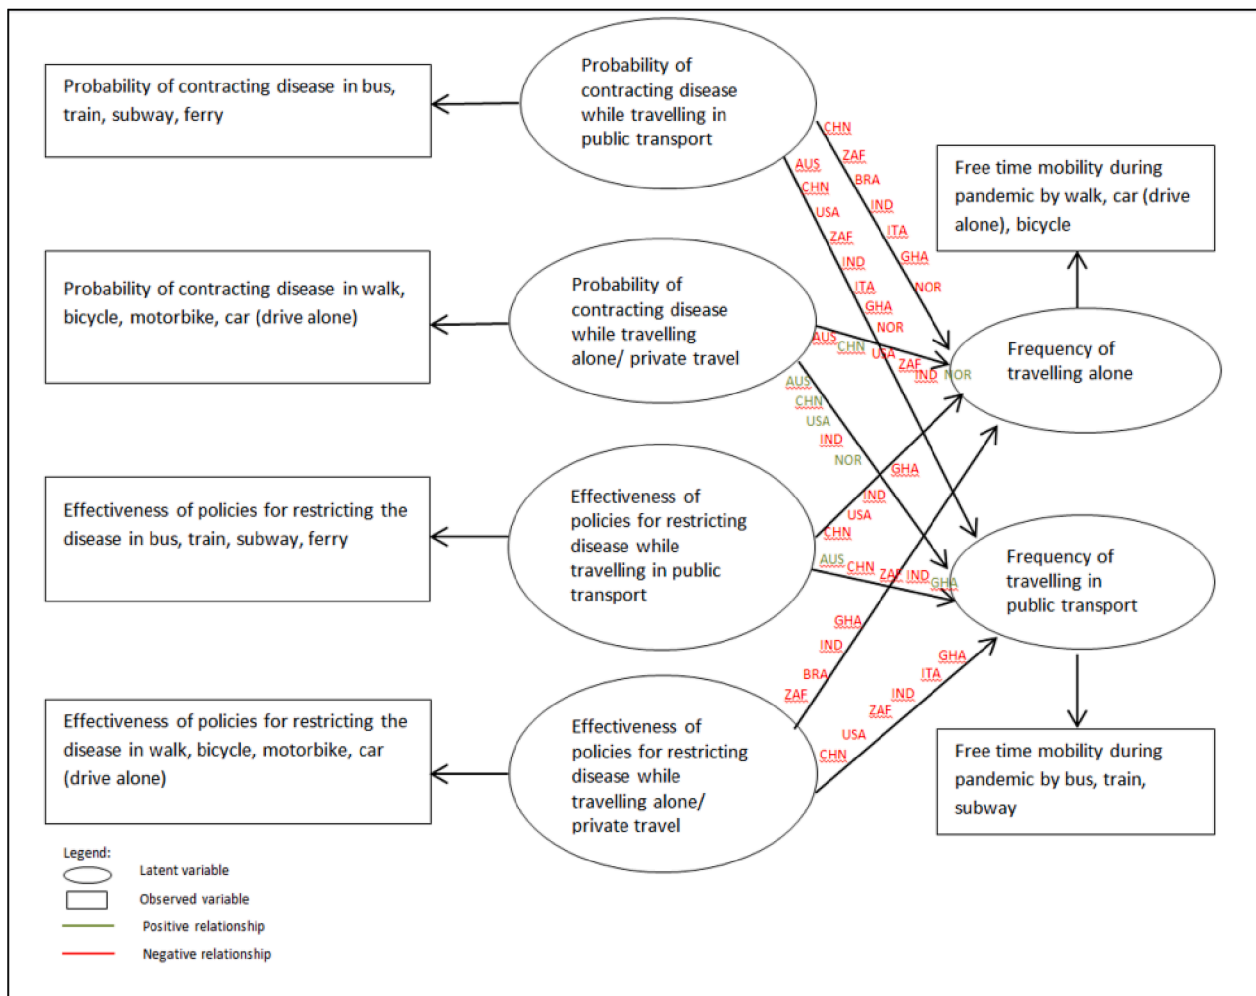 Probability of contracting disease in bus,
train, subway, ferry
Probability of
contracting disease
while travelling in
public transport
CHN
ZAF
BRA
IND
ITA
GHA
NOR
AUS
CHN
USA
ZAF
IND
ITA
GHA
NOR
Free time mobility during
pandemic by walk, car (drive
alone), bicycle
Probability of contracting disease in walk,
bicycle, motorbike, car (drive alone)
Probability of
contracting disease
while travelling
alone/ private travel
AUS
CHN
USA
ZAF
IND
NOR
AUS
CHN
USA
IND
NOR
Frequency of
travelling alone
Effectiveness of policies for restricting the
disease in bus, train, subway, ferry
Effectiveness of
policies for restricting
disease while
travelling in public
transport
GHA
IND
USA
CHN
AUS
CHN
ZAF
IND
GHA
Frequency of
travelling in
public transport
Effectiveness of policies for restricting the
disease in walk, bicycle, motorbike, car
(drive alone)
Effectiveness of
policies for restricting
disease while
travelling alone/
private travel
GHA
IND
BRA
ZAF
GHA
ITA
IND
ZAF
USA
CHN
Free time mobility during
pandemic by bus, train,
subway
Legend:
Latent variable
Observed variable
Positive relationship
Negative relationship